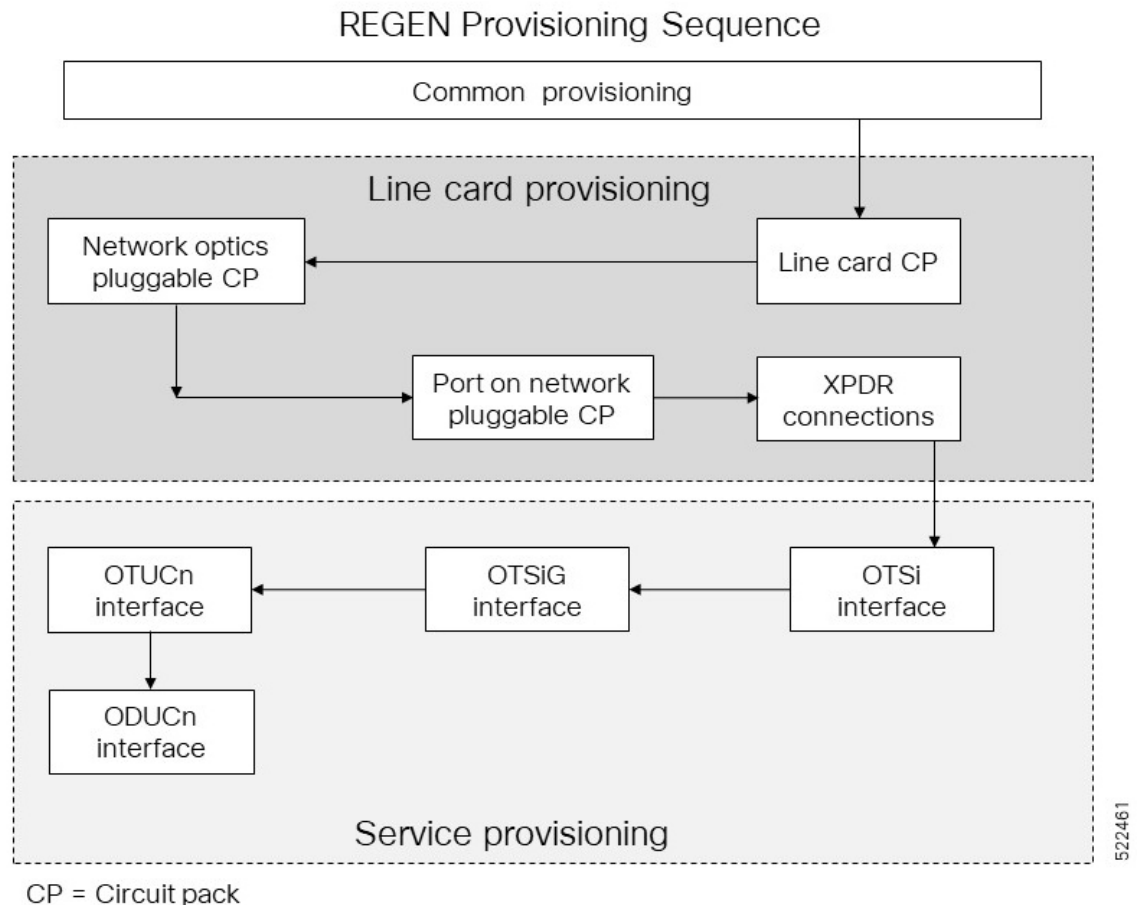 REGEN Provisioning Sequence
Common provisioning
Line card provisioning
Network optics
pluggable CP
Line card CP
Port on network
pluggable CP
XPDR
connections
OTUCn
interface
OTSiG
interface
OTSi
interface
ODUCn
interface
Service provisioning
522461
CP = Circuit pack